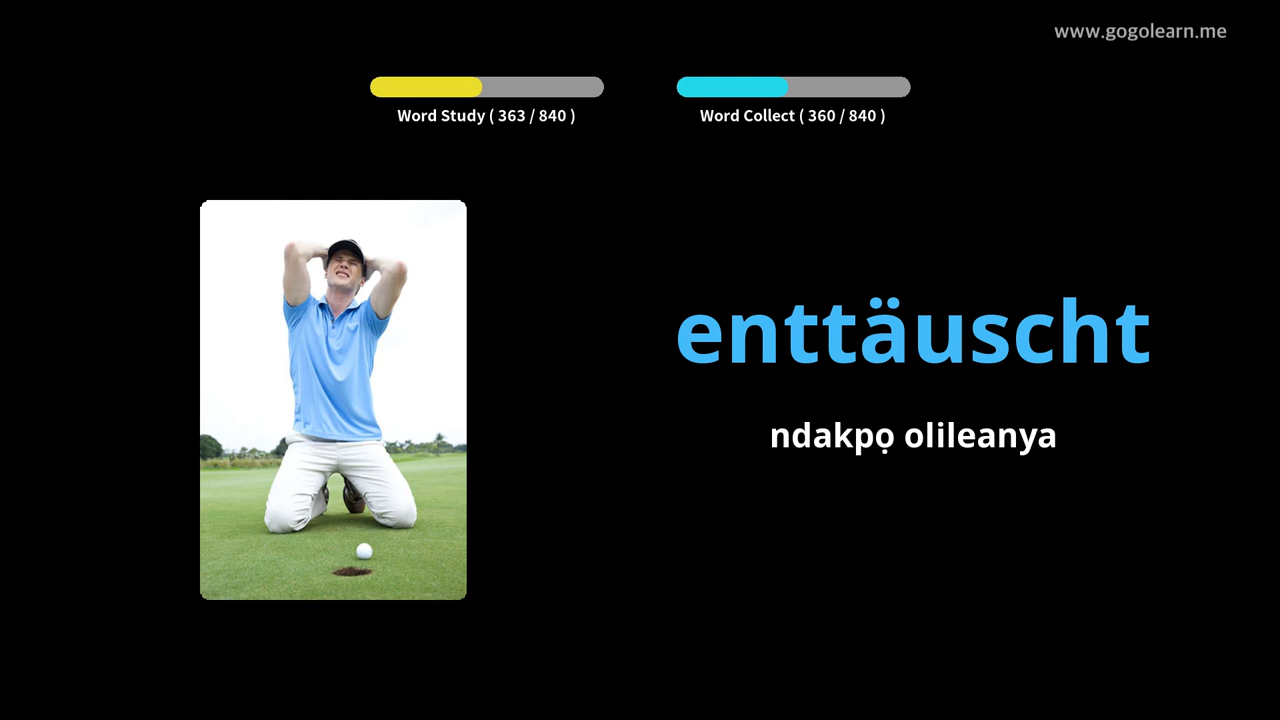 www.gogolearn.me
Word Study ( 363 / 840 )
Word Collect ( 360 / 840 )
enttäuscht
ndakpọ olileanya